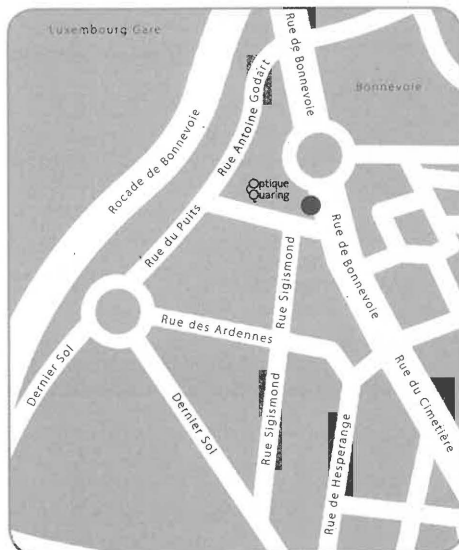 Luxembourg Gare
Rue de Bonnevoie
Bonnevoie
Rue Antoine Godart
Rocade de Bonnevoie
Optique
Quaring
Rue du Puits
Rue de Bonnevoie
Rue Sigismond
Rue des Ardennes
Dernier Sol
Dernier Sol
Rue Sigismond
Rue de Hesperange
Rue du Cimetière